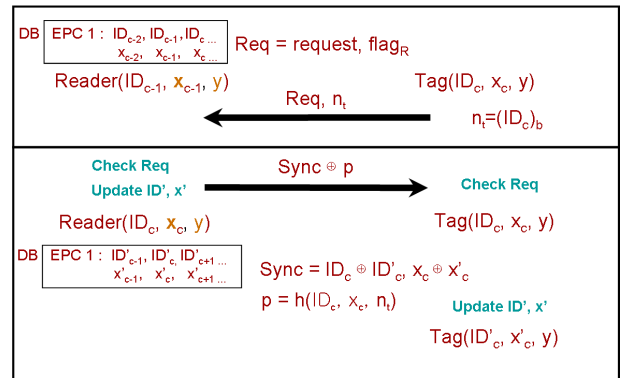 DB EPC 1 : ID_c-2, ID_c-1, ID_c ...
x_c-2, x_c-1, x_c ...
Req = request, flag_R
Reader(ID_c-1, x_c-1, y)
Tag(ID_c, x_c, y)
Req, n_t
n_t=(ID_c)_b
Check Req
Update ID', x'
Sync ⊕ p
Check Req
Reader(ID_c, x_c, y)
Tag(ID_c, x_c, y)
DB EPC 1 : ID'_c-1, ID'_c, ID'_c+1 ...
x'_c-1, x'_c, x'_c+1 ...
Sync = ID_c ⊕ ID'_c, x_c ⊕ x'_c
p = h(ID_c, x_c, n_t)
Update ID', x'
Tag(ID'_c, x'_c, y)